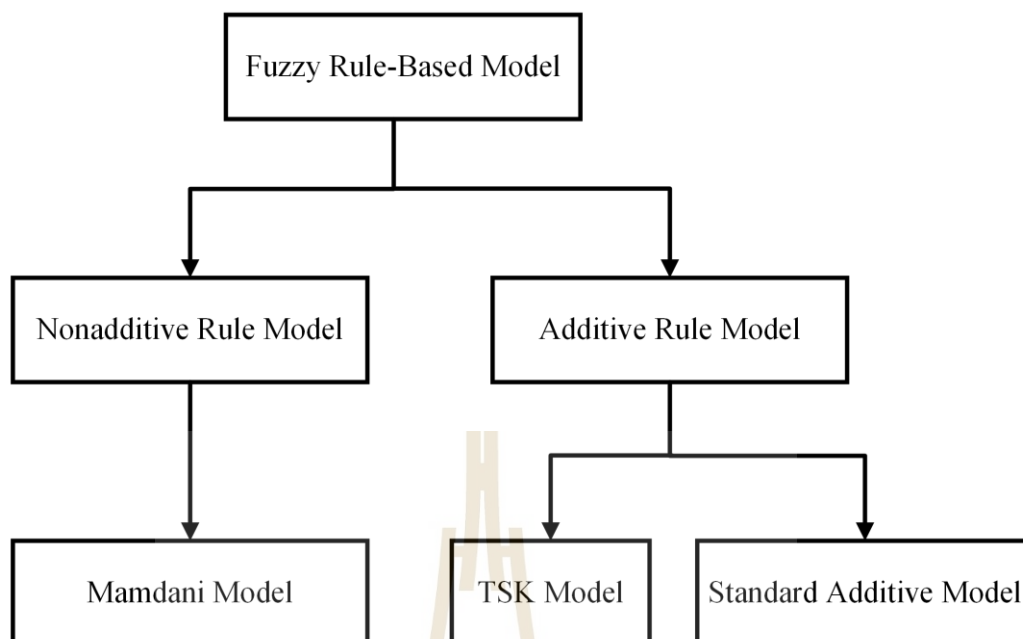 Fuzzy Rule-Based Model
Nonadditive Rule Model
Additive Rule Model
Mamdani Model
TSK Model
Standard Additive Model